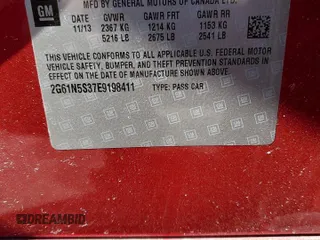 MFD BY GENERAL MOTORS OF CANADA LTD.
GM
DATE GVWR GAWR FRT GAWR RR
11/13 2367 KG 1214 KG 1153 KG
5216 LB 2675 LB 2541 LB
THIS VEHICLE CONFORMS TO ALL APPLICABLE U.S. FEDERAL MOTOR
VEHICLE SAFETY, BUMPER, AND THEFT PREVENTION STANDARDS IN
EFFECT ON THE DATE OF MANUFACTURE SHOWN ABOVE.
2G61N5S37E9198411 TYPE: PASS CAR
DREAMBID